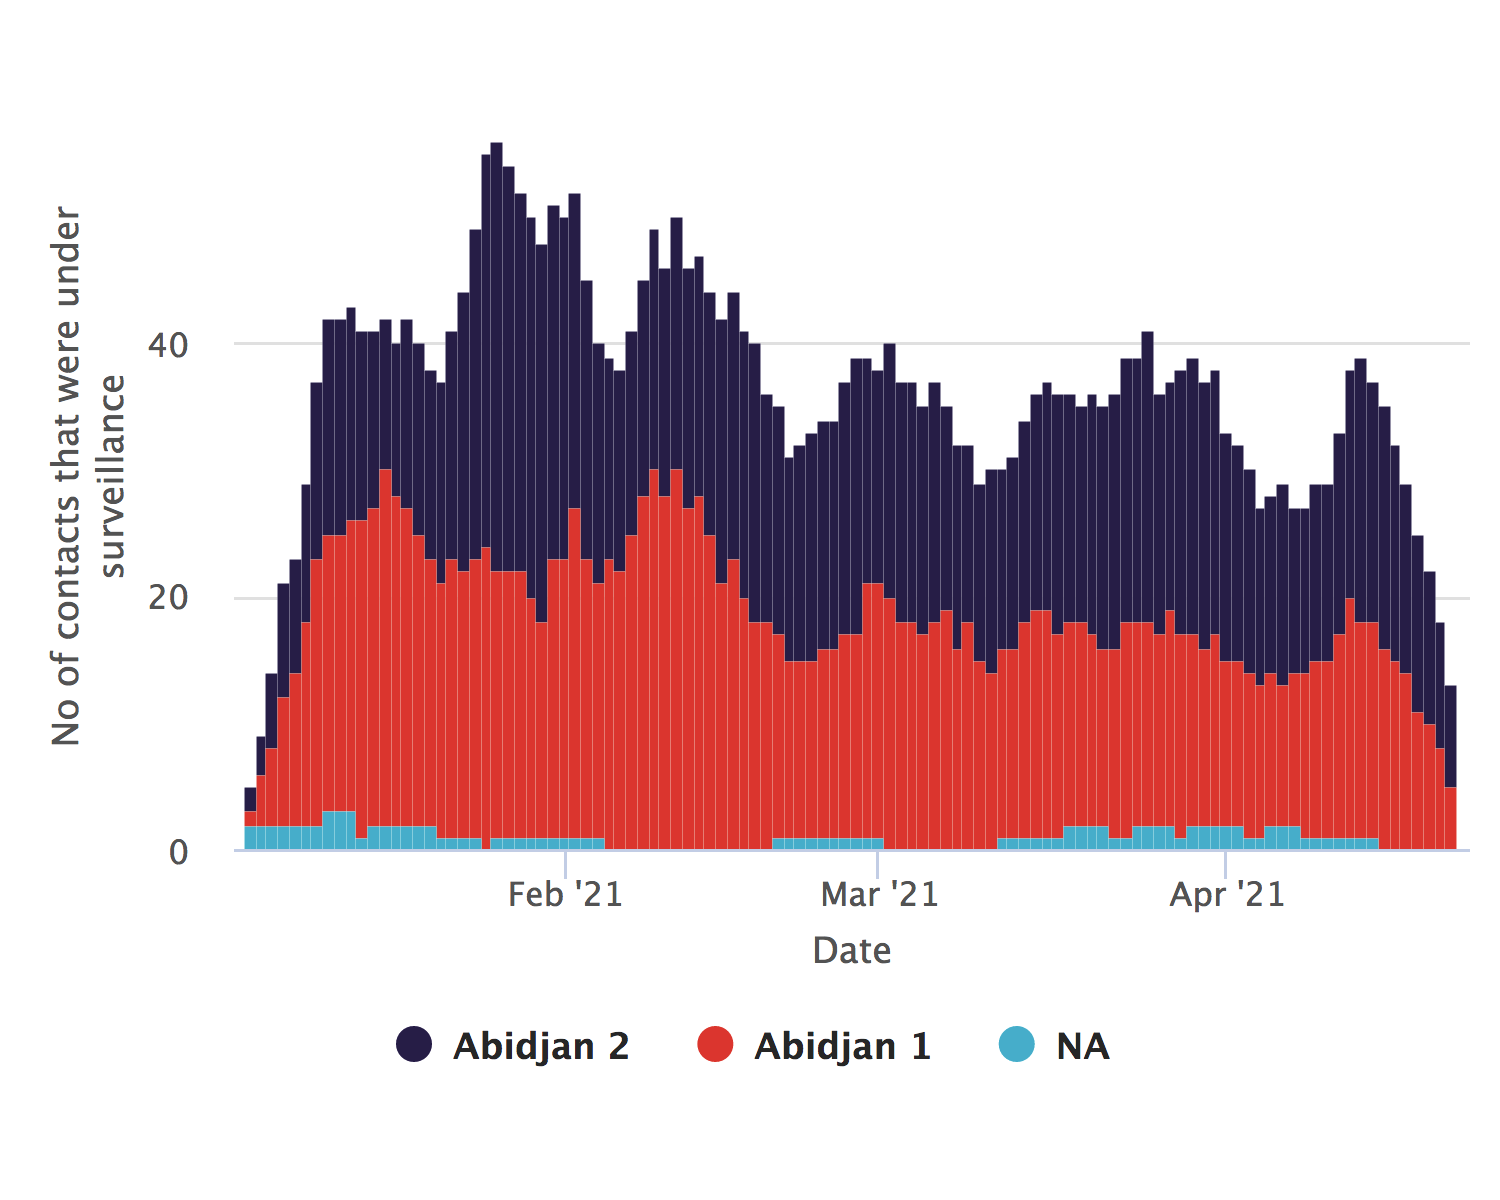 No of contacts that were under
surveillance
40
20
0
Feb '21
Mar '21
Apr '21
Date
Abidjan 2
Abidjan 1
NA